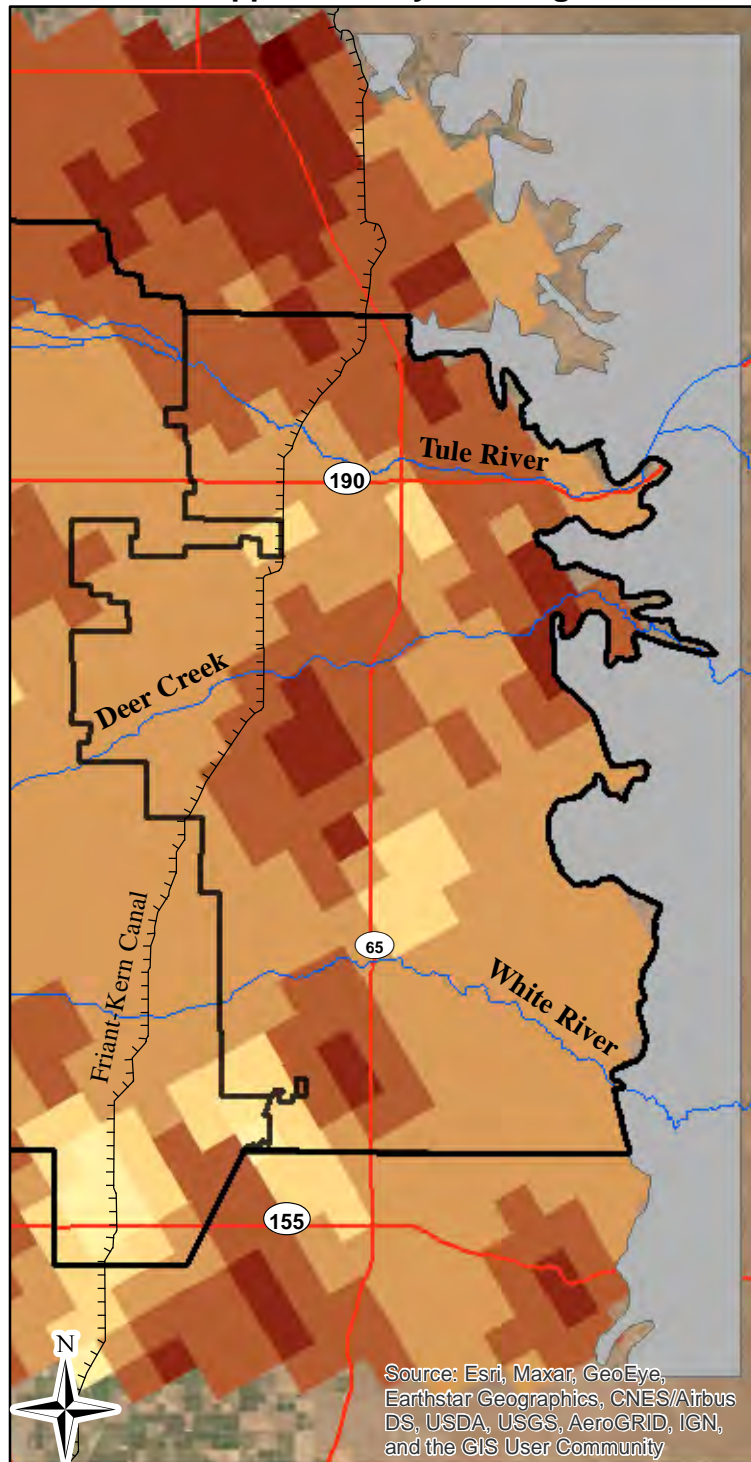 Tule River
190
Deer Creek
Friant-Kern Canal
65
White River
155
N
Source: Esri, Maxar, GeoEye,
Earthstar Geographics, CNES/Airbus
DS, USDA, USGS, AeroGRID, IGN,
and the GIS User Community